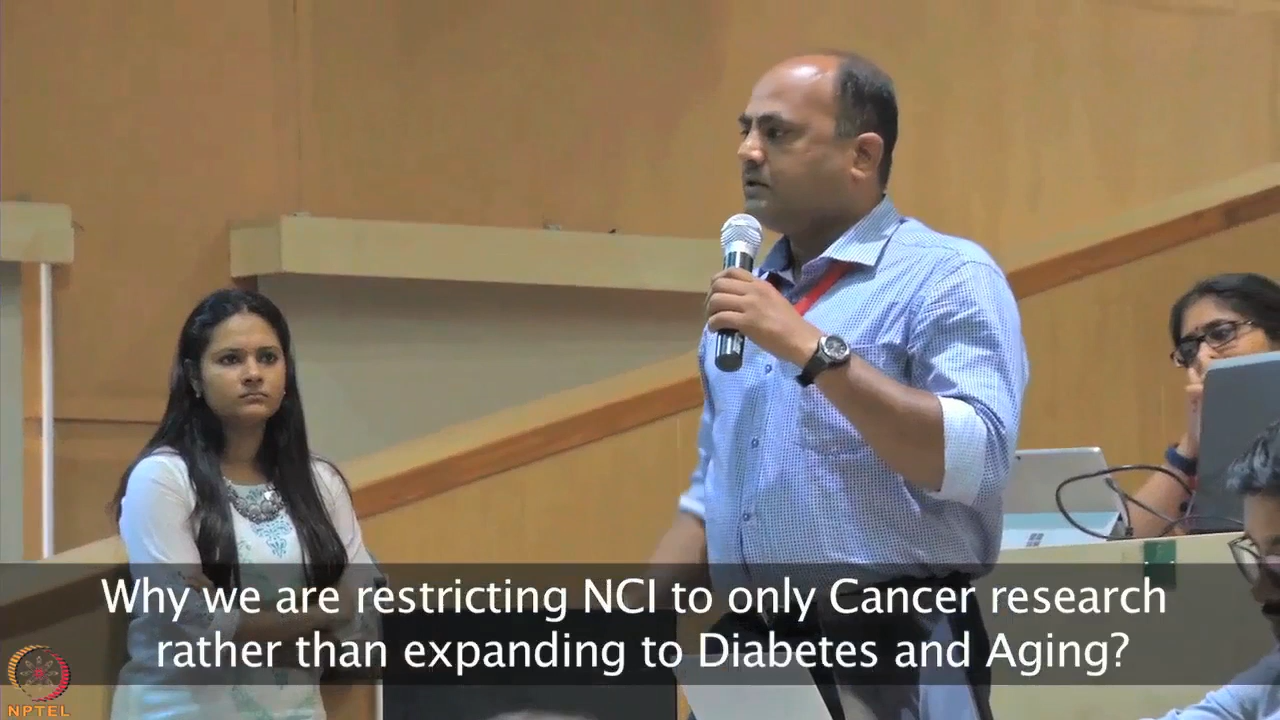 Why we are restricting NCI to only Cancer research
rather than expanding to Diabetes and Aging?
NPTEL